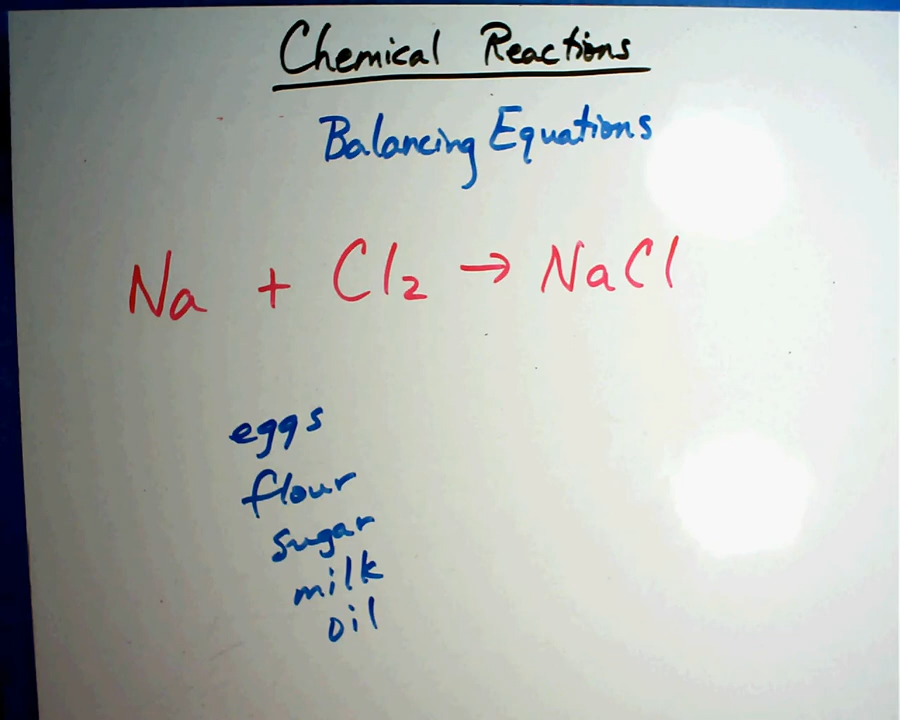 Chemical Reactions
Balancing Equations
Na + Cl₂ → NaCl
eggs
flour
sugar
milk
oil